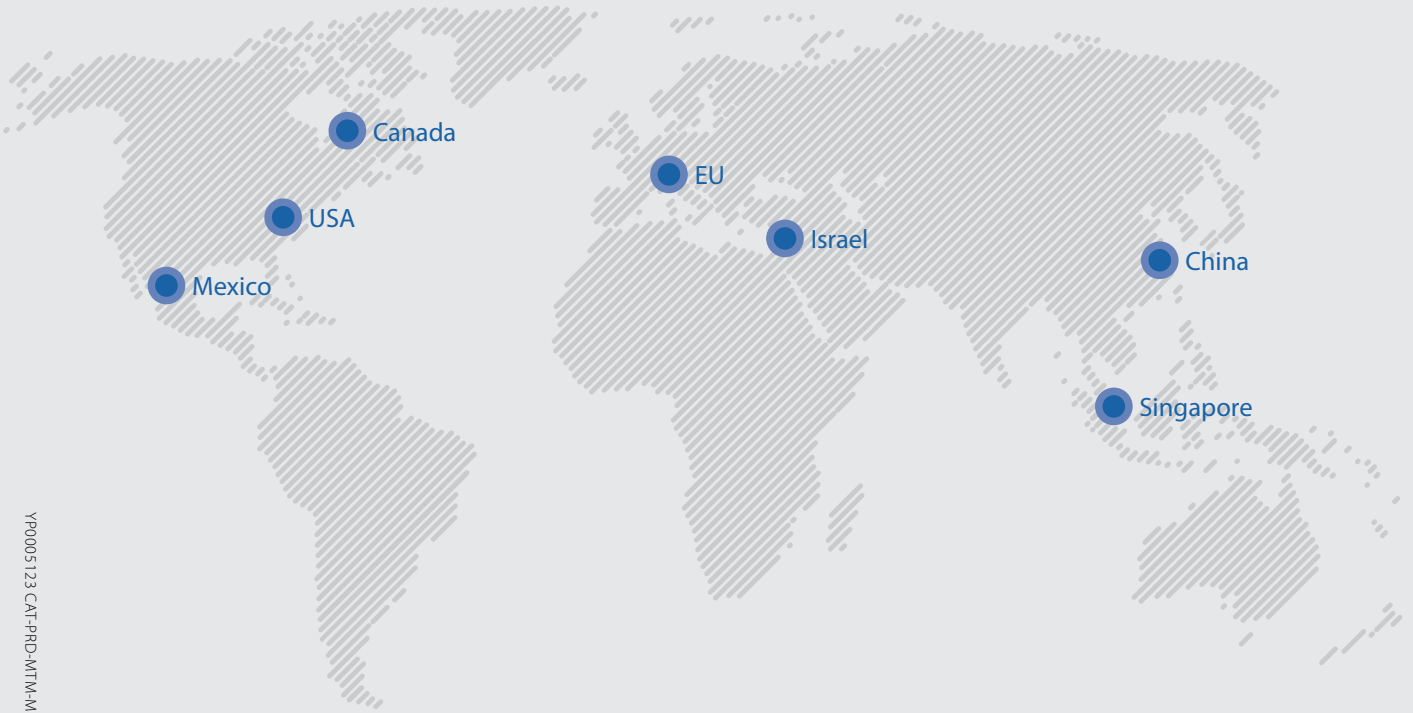 Canada
EU
USA
Israel
China
Mexico
Singapore
YP0005123 CAT-PRD-MTM-M